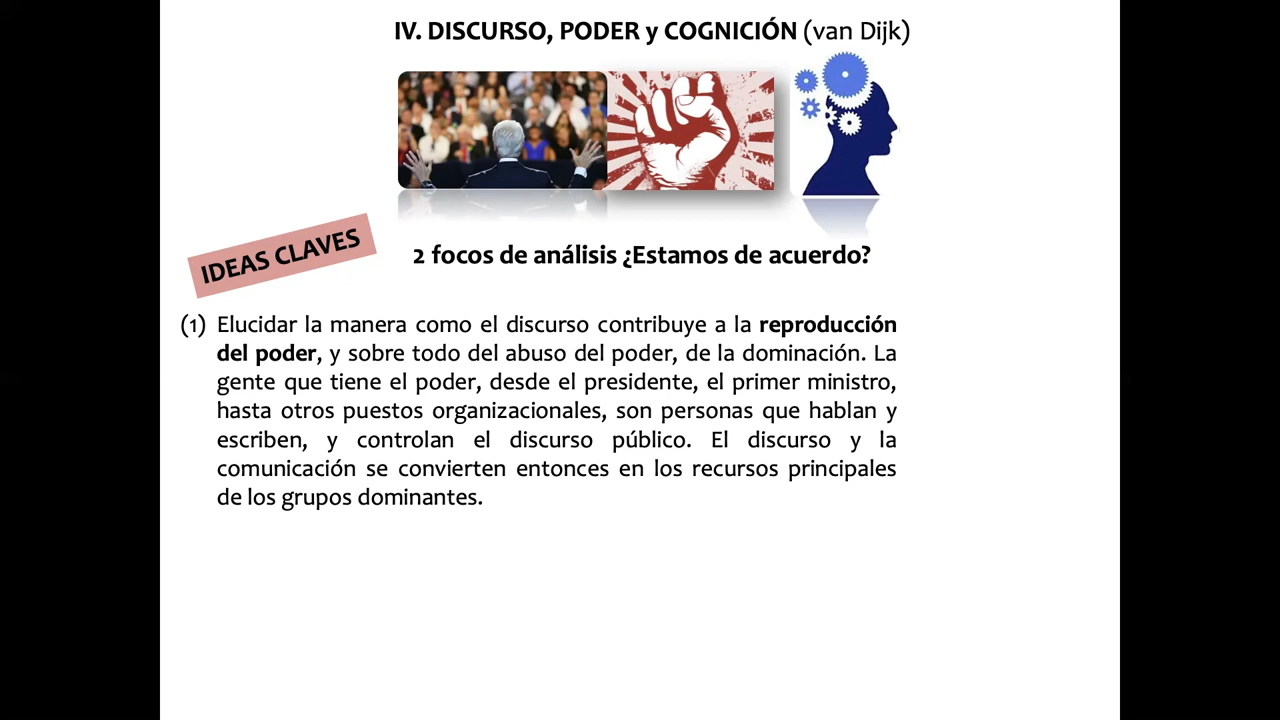 IV. DISCURSO, PODER y COGNICIÓN (van Dijk)
IDEAS CLAVES
2 focos de análisis ¿Estamos de acuerdo?
(1) Elucidar la manera como el discurso contribuye a la reproducción
del poder, y sobre todo del abuso del poder, de la dominación. La
gente que tiene el poder, desde el presidente, el primer ministro,
hasta otros puestos organizacionales, son personas que hablan y
escriben, y controlan el discurso público. El discurso y la
comunicación se convierten entonces en los recursos principales
de los grupos dominantes.